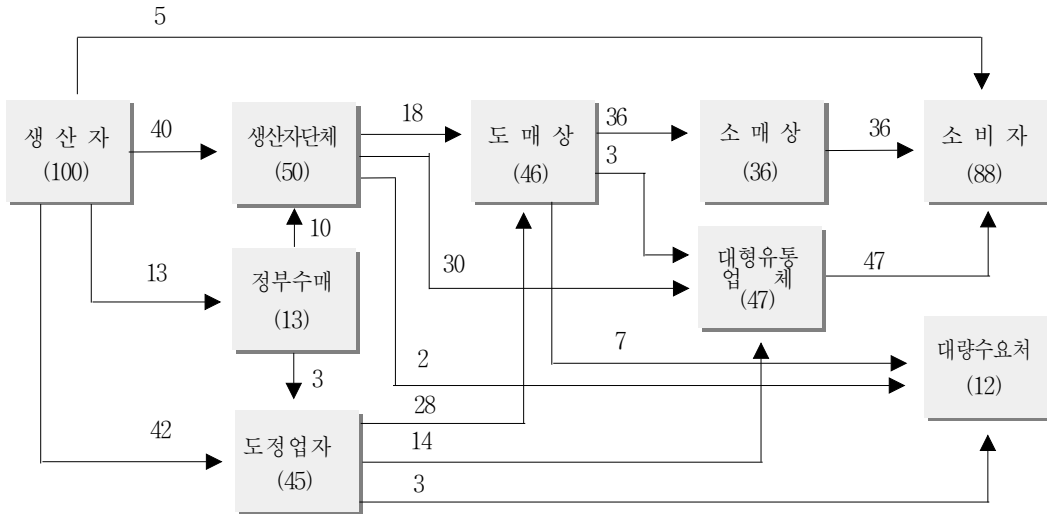 5
생 산 자
(100)
40
생산자단체
(50)
18
도 매 상
(46)
36
3
소 매 상
(36)
36
소 비 자
(88)
10
30
13
정부수매
(13)
대형유통
업 체
(47)
47
7
대량수요처
(12)
3
2
28
42
도정업자
(45)
14
3